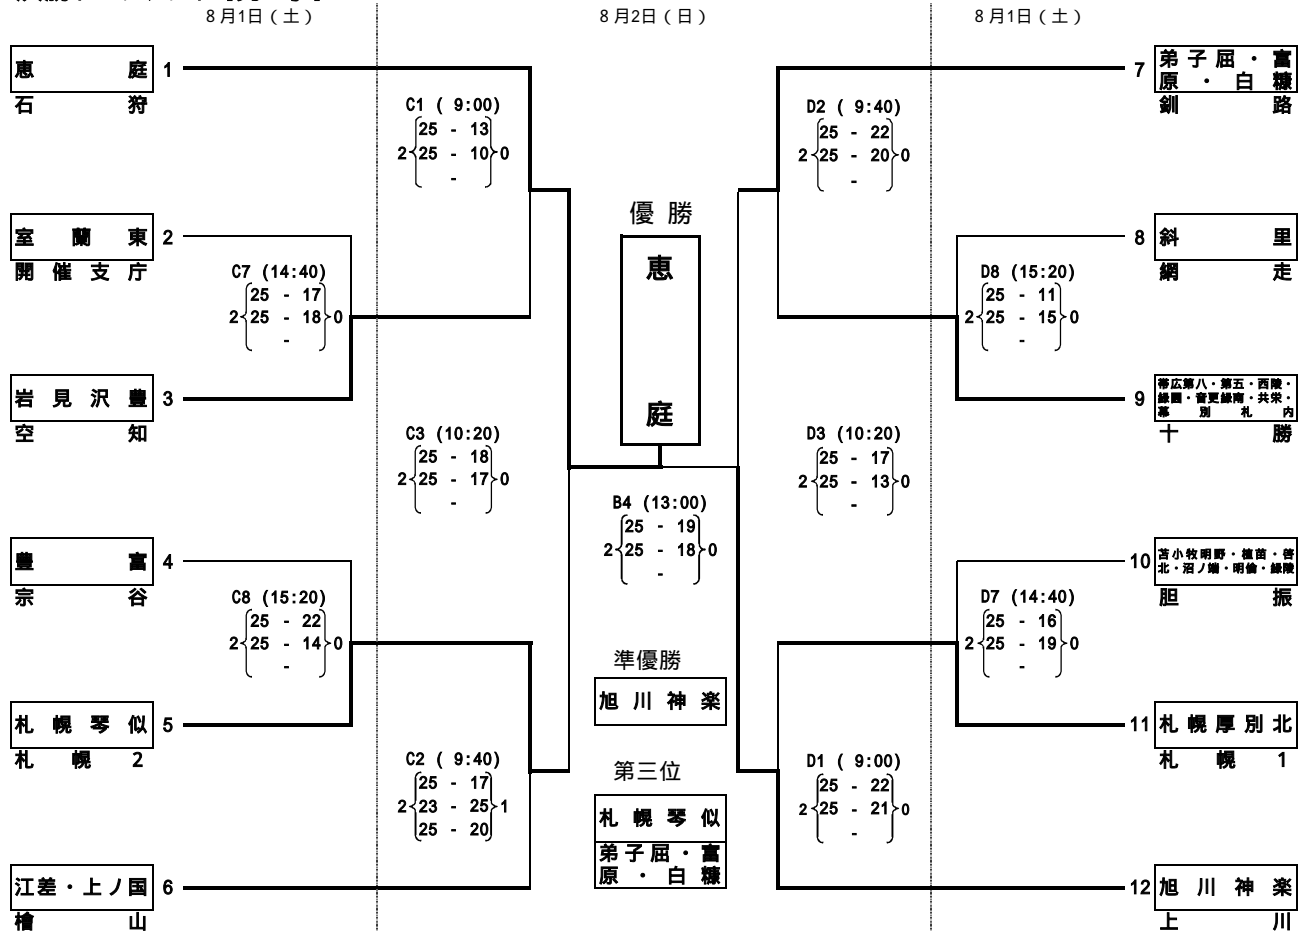 8月1日（土）
8月2日（日）
8月1日（土）
恵庭 1
石狩
C1 ( 9:00)
25 - 13
2 25 - 10 0
-
室蘭東 2
開催支庁
C7 (14:40)
25 - 17
2 25 - 18 0
-
岩見沢豊 3
空知
C3 (10:20)
25 - 18
2 25 - 17 0
-
豊富 4
宗谷
C8 (15:20)
25 - 22
2 25 - 14 0
-
札幌琴似 5
札幌2
C2 ( 9:40)
25 - 17
2 23 - 25 1
25 - 20
江差・上ノ国 6
檜山
優勝
恵庭
B4 (13:00)
25 - 19
2 25 - 18 0
-
準優勝
旭川神楽
第三位
札幌琴似
弟子屈・富
原・白糠
7 弟子屈・富
原・白糠
釧路
D2 ( 9:40)
25 - 22
2 25 - 20 0
-
8 斜里
網走
D8 (15:20)
25 - 11
2 25 - 15 0
-
9 帯広第八・第五・西陵・
緑園・音更緑南・共栄・
幕別札内
十勝
D3 (10:20)
25 - 17
2 25 - 13 0
-
10 苫小牧明野・植苗・啓
北・沼ノ端・明倫・緑陵
胆振
D7 (14:40)
25 - 16
2 25 - 19 0
-
11 札幌厚別北
札幌1
D1 ( 9:00)
25 - 22
2 25 - 21 0
-
12 旭川神楽
上川